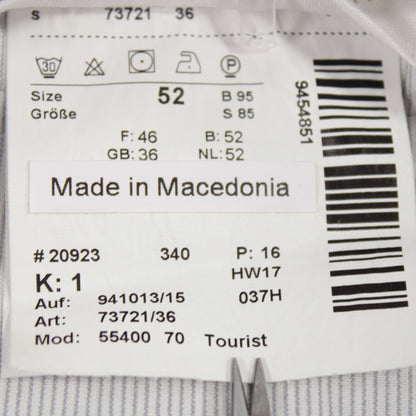 S 73721 36
30 P
Size 52 B 95
Größe S 85
F: 46 B: 52
GB: 36 NL: 52
Made in Macedonia
# 20923 340 P: 16
K: 1 HW17
Auf: 941013/15 037H
Art: 73721/36
Mod: 55400 70 Tourist
9454851